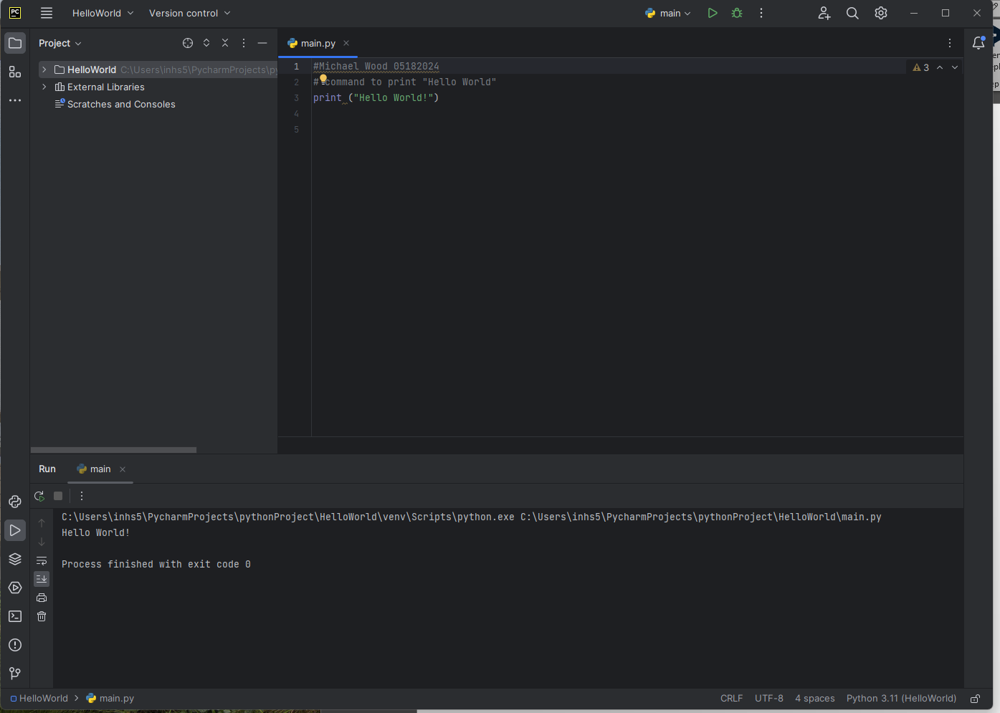 PC HelloWorld Version control main
Project
main.py
HelloWorld C:\Users\inhs5\PycharmProjects\py
External Libraries
Scratches and Consoles
1 #Michael Wood 05182024
3
2 # command to print "Hello World"
3 print ("Hello World!")
4
5
Run main
C:\Users\inhs5\PycharmProjects\pythonProject\HelloWorld\venv\Scripts\python.exe C:\Users\inhs5\PycharmProjects\pythonProject\HelloWorld\main.py
Hello World!
Process finished with exit code 0
HelloWorld > main.py
CRLF UTF-8 4 spaces Python 3.11 (HelloWorld)